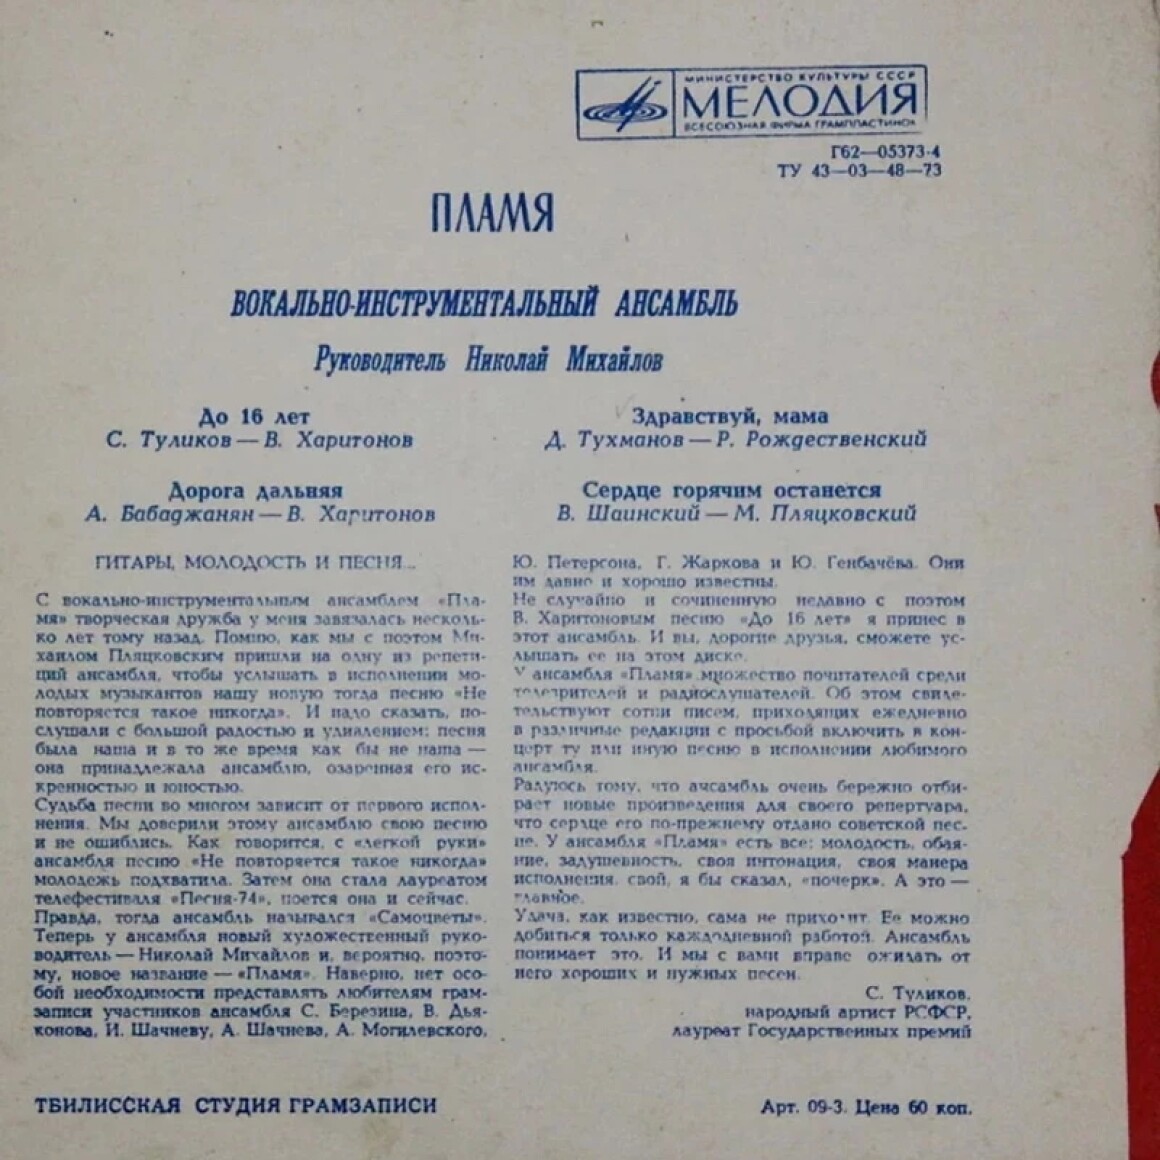 МИНИСТЕРСТВО КУЛЬТУРЫ СССР
МЕЛОДИЯ
ВСЕСОЮЗНАЯ ФИРМА ГРАМПЛАСТИНОК
Г62—05373-4
ТУ 43—03—48—73
ПЛАМЯ
ВОКАЛЬНО-ИНСТРУМЕНТАЛЬНЫЙ АНСАМБЛЬ
Руководитель Николай Михайлов
До 16 лет
С. Туликов — В. Харитонов
Дорога дальняя
А. Бабаджанян — В. Харитонов
Здравствуй, мама
Д. Тухманов — Р. Рождественский
Сердце горячим останется
В. Шаинский — М. Пляцковский
ГИТАРЫ, МОЛОДОСТЬ И ПЕСНЯ...
С вокально-инструментальным ансамблем «Пла-
мя» творческая дружба у меня завязалась несколь-
ко лет тому назад. Помню, как мы с поэтом Ми-
хаилом Пляцковским пришли на одну из репети-
ций ансамбля, чтобы услышать в исполнении мо-
лодых музыкантов нашу новую тогда песню «Не
повторяется такое никогда». И надо сказать, по-
слушали с большой радостью и удивлением: песня
была наша и в то же время как бы не наша —
она принадлежала ансамблю, озаренная его ис-
кренностью и юностью.
Судьба песни во многом зависит от первого испол-
нения. Мы доверили этому ансамблю свою песню
и не ошиблись. Как говорится, с «легкой руки»
ансамбля песню «Не повторяется такое никогда»
молодежь подхватила. Затем она стала лауреатом
телефестиваля «Песня-74», поется она и сейчас.
Правда, тогда ансамбль назывался «Самоцветы».
Теперь у ансамбля новый художественный руко-
водитель — Николай Михайлов и, вероятно, поэто-
му, новое название — «Пламя». Наверно, нет осо-
бой необходимости представлять любителям грам-
записи участников ансамбля С. Березина, В. Дья-
конова, И. Шачневу, А. Шачнева, А. Могилевского,
Ю. Петерсона, Г. Жаркова и Ю. Генбачёва. Они
им давно и хорошо известны.
Не случайно и сочиненную недавно с поэтом
В. Харитоновым песню «До 16 лет» я принес в
этот ансамбль. И вы, дорогие друзья, сможете ус-
лышать ее на этом диске.
У ансамбля «Пламя» множество почитателей среди
телезрителей и радиослушателей. Об этом свиде-
тельствуют сотни писем, приходящих ежедневно
в различные редакции с просьбой включить в кон-
церт ту или иную песню в исполнении любимого
ансамбля.
Радуюсь тому, что ансамбль очень бережно отби-
рает новые произведения для своего репертуара,
что сердце его по-прежнему отдано советской пес-
не. У ансамбля «Пламя» есть все: молодость, обая-
ние, задушевность, своя интонация, своя манера
исполнения, свой, я бы сказал, «почерк». А это —
главное.
Удача, как известно, сама не приходит. Ее можно
добиться только каждодневной работой. Ансамбль
понимает это. И мы с вами вправе ожидать от
него хороших и нужных песен.
С. Туликов,
народный артист РСФСР,
лауреат Государственных премий
ТБИЛИССКАЯ СТУДИЯ ГРАМЗАПИСИ
Арт. 09-3. Цена 60 коп.